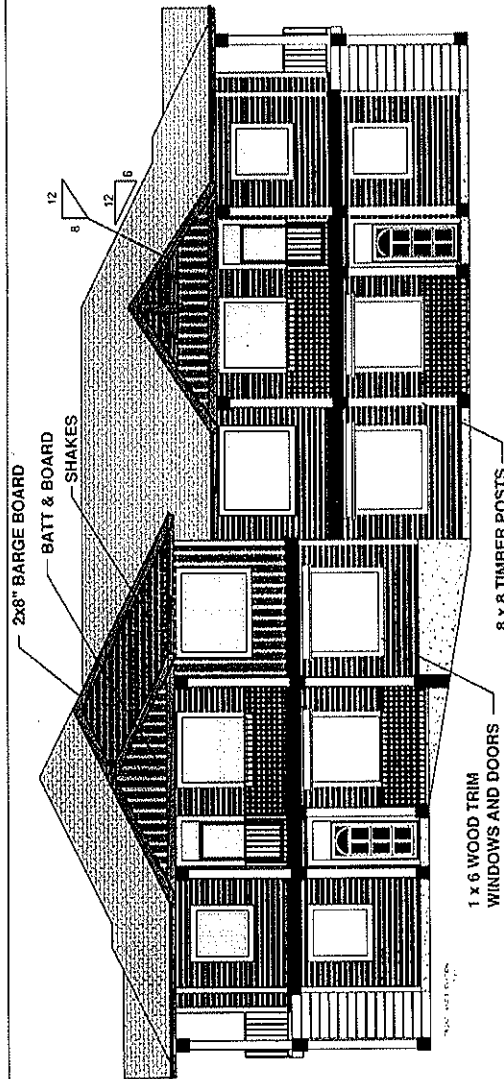 2x8" BARGE BOARD
BATT & BOARD
SHAKES
12
8
12
6
1 x 6 WOOD TRIM
WINDOWS AND DOORS
8 x 8 TIMBER POSTS